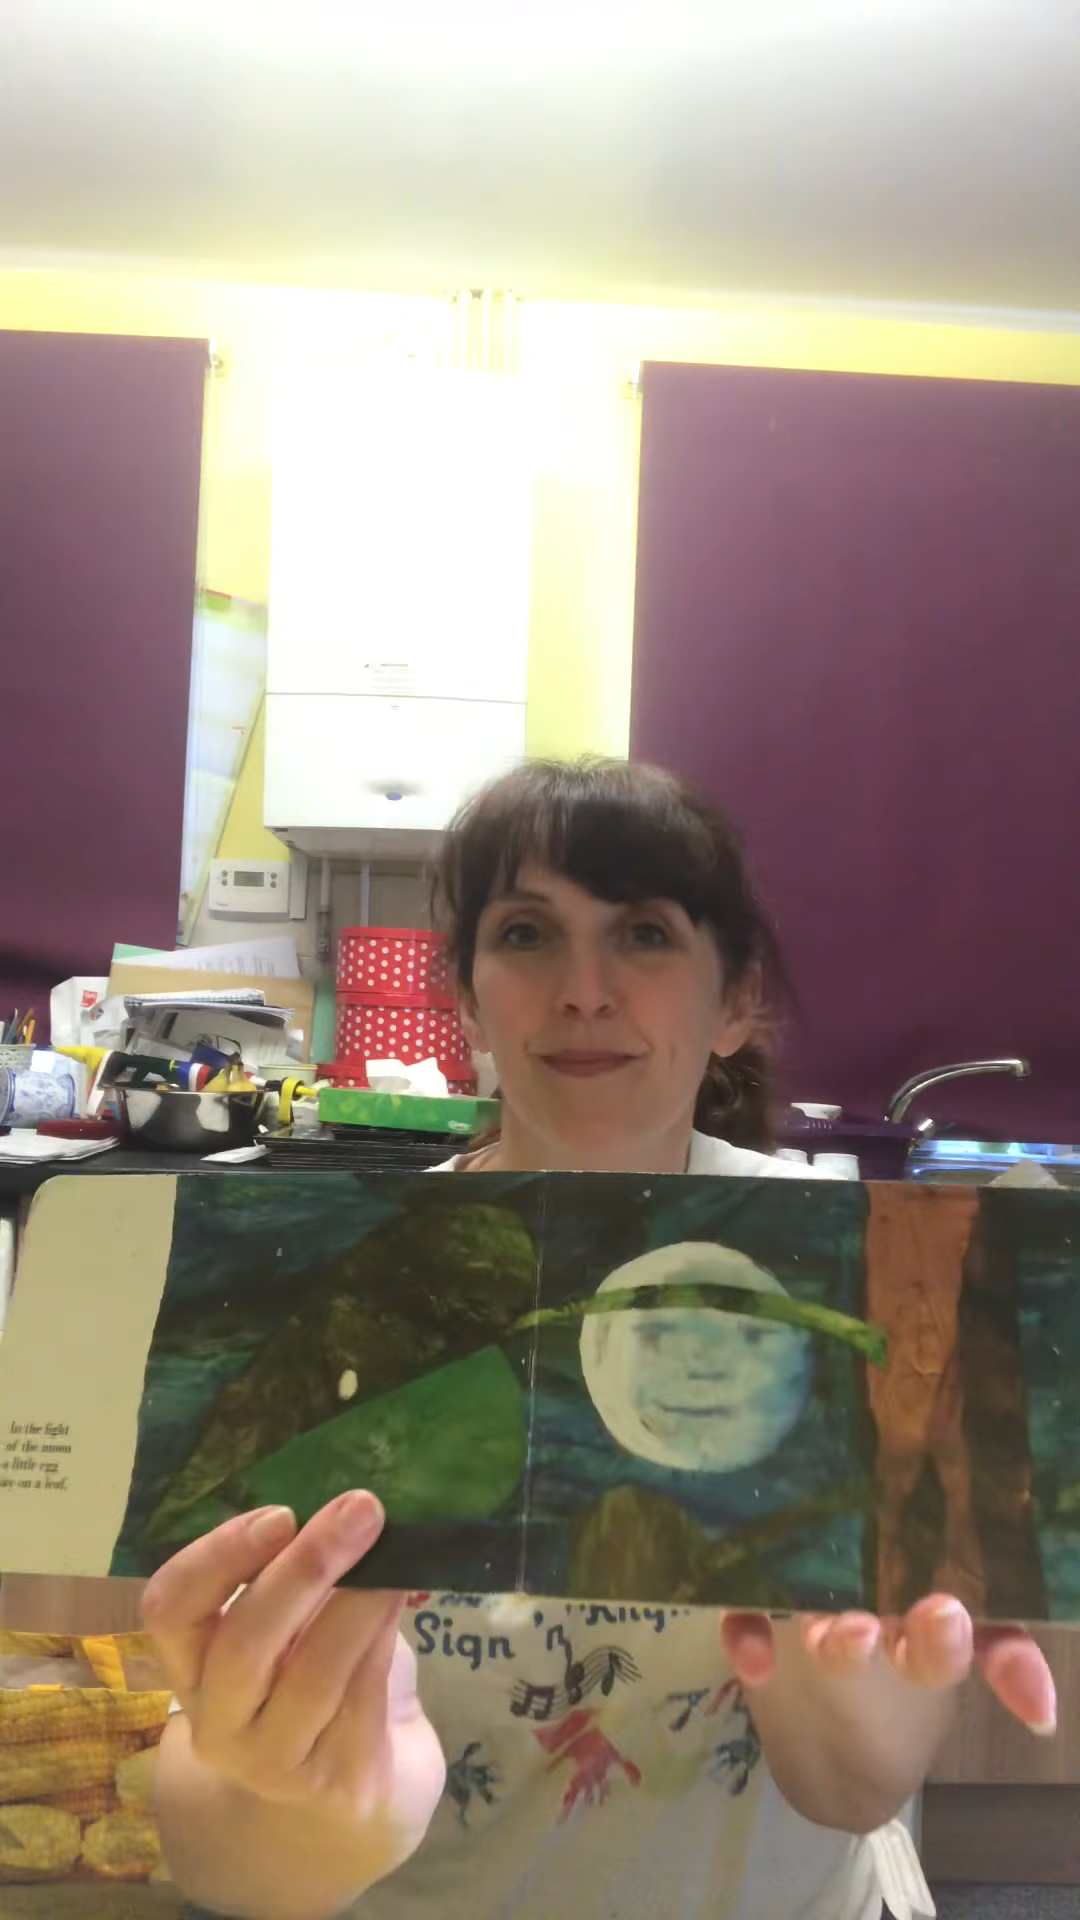 In the light
of the moon
a little egg
lay on a leaf.
Sign 'n